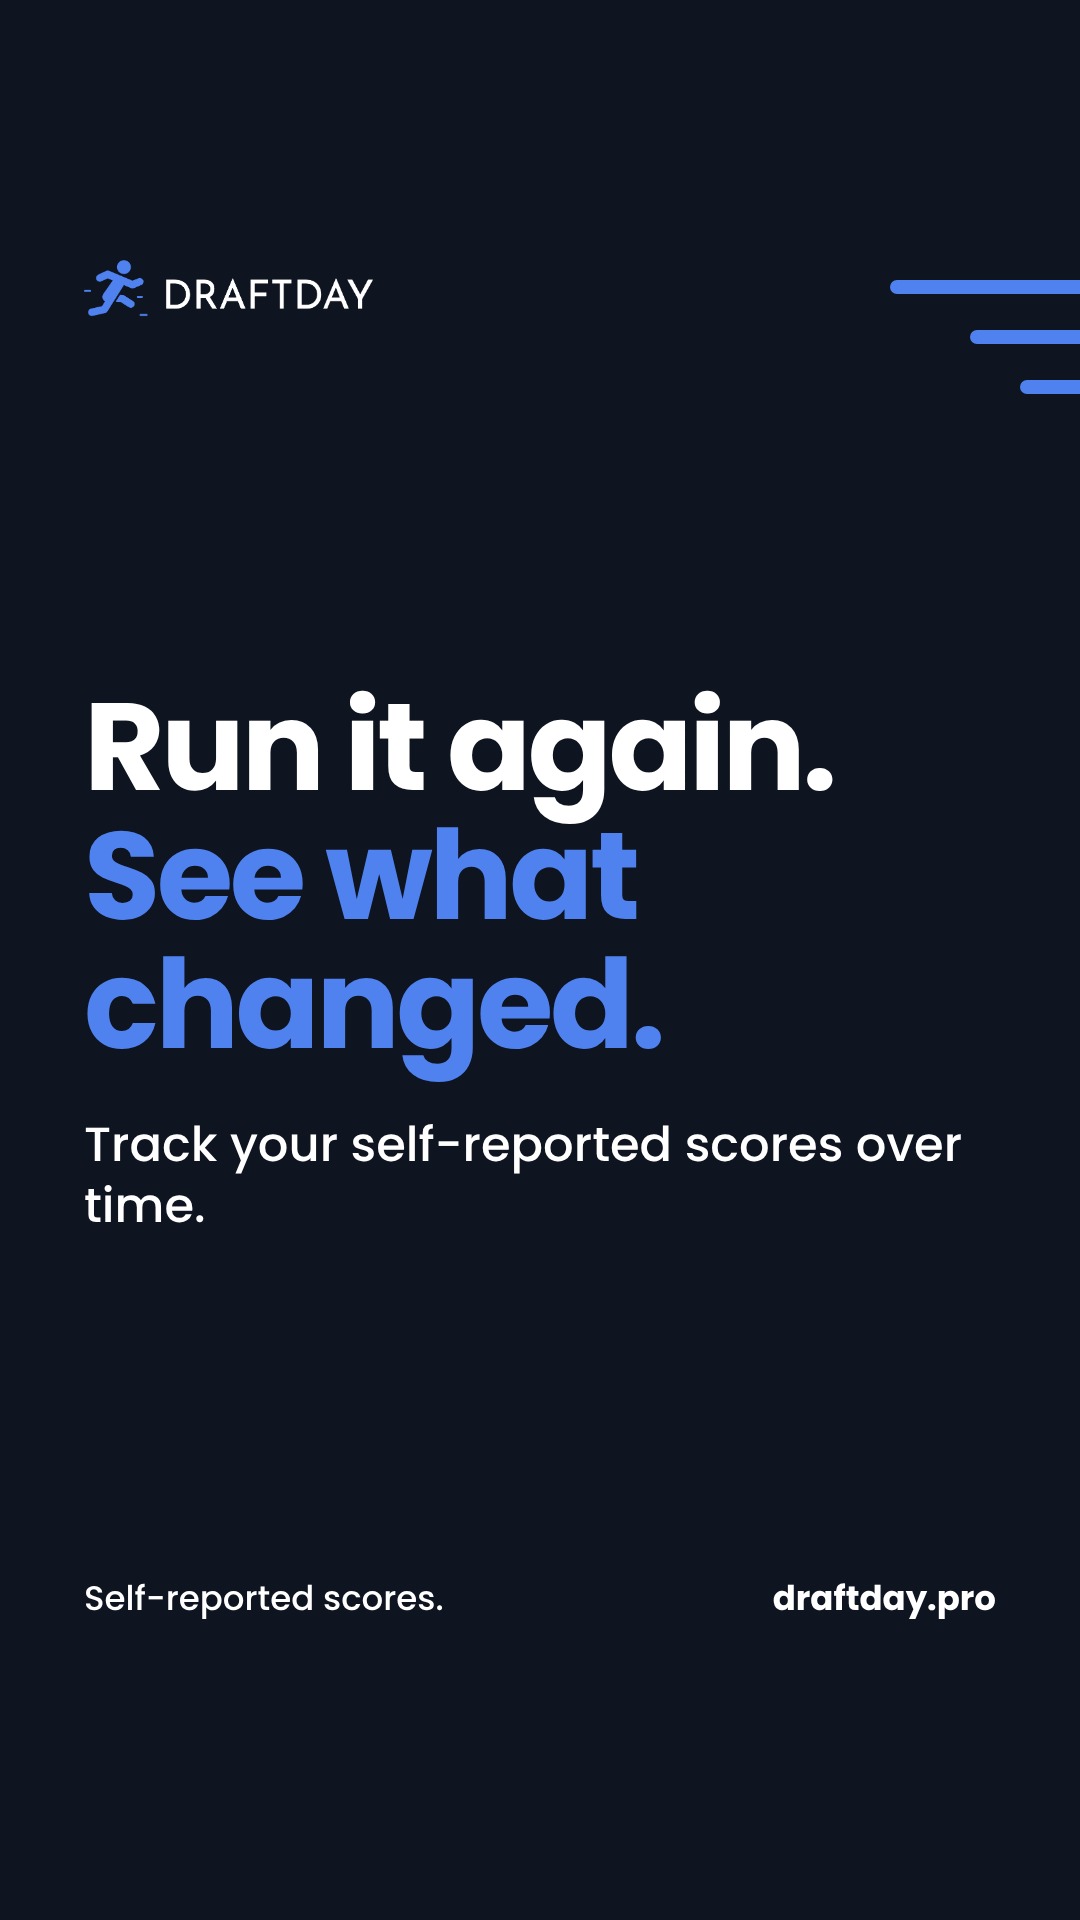 DRAFTDAY
Run it again.
See what
changed.
Track your self-reported scores over
time.
Self-reported scores.
draftday.pro